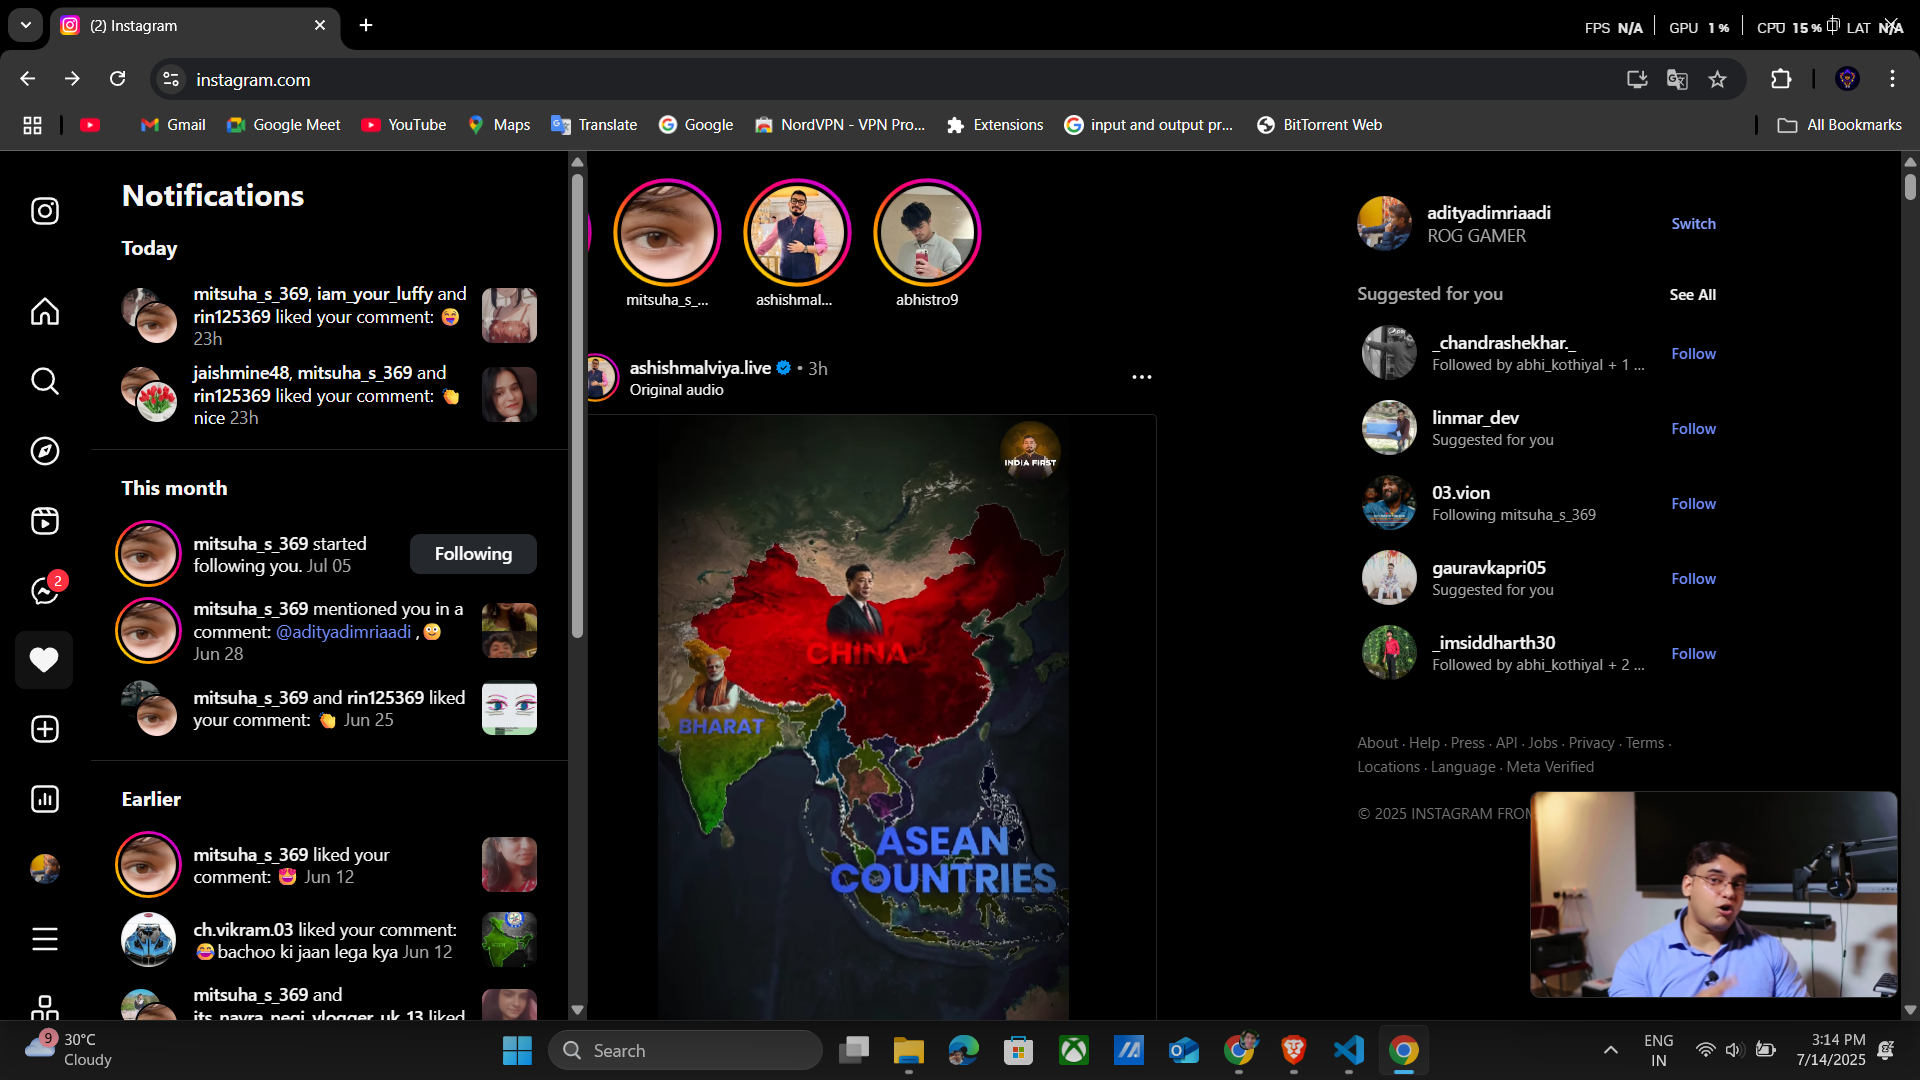 (2) Instagram
FPS N/A GPU 1 % CPU 15 % LAT N/A
instagram.com
Gmail
Google Meet
YouTube
Maps
Translate
Google
NordVPN - VPN Pro...
Extensions
input and output pr...
BitTorrent Web
All Bookmarks
Notifications
Today
mitsuha_s_369, iam_your_luffy and
rin125369 liked your comment: 😝
23h
jaishmine48, mitsuha_s_369 and
rin125369 liked your comment: 👏
nice 23h
This month
mitsuha_s_369 started
following you. Jul 05
Following
mitsuha_s_369 mentioned you in a
comment: @adityadimriaadi ,🙂
Jun 28
mitsuha_s_369 and rin125369 liked
your comment: 👏 Jun 25
Earlier
mitsuha_s_369 liked your
comment: 😍 Jun 12
ch.vikram.03 liked your comment:
😂bachoo ki jaan lega kya Jun 12
mitsuha_s_369 and
its_nayra_negi_vlogger_uk_13 liked
2
mitsuha_s_...
ashishmal...
abhistro9
ashishmalviya.live • 3h
Original audio
INDIA FIRST
CHINA
BHARAT
ASEAN
COUNTRIES
adityadimriaadi
ROG GAMER
Switch
Suggested for you
See All
_chandrashekhar._
Followed by abhi_kothiyal + 1 ...
Follow
linmar_dev
Suggested for you
Follow
03.vion
Following mitsuha_s_369
Follow
gauravkapri05
Suggested for you
Follow
_imsiddharth30
Followed by abhi_kothiyal + 2 ...
Follow
About · Help · Press · API · Jobs · Privacy · Terms ·
Locations · Language · Meta Verified
© 2025 INSTAGRAM FROM
9
30°C
Cloudy
Search
ENG
IN
3:14 PM
7/14/2025